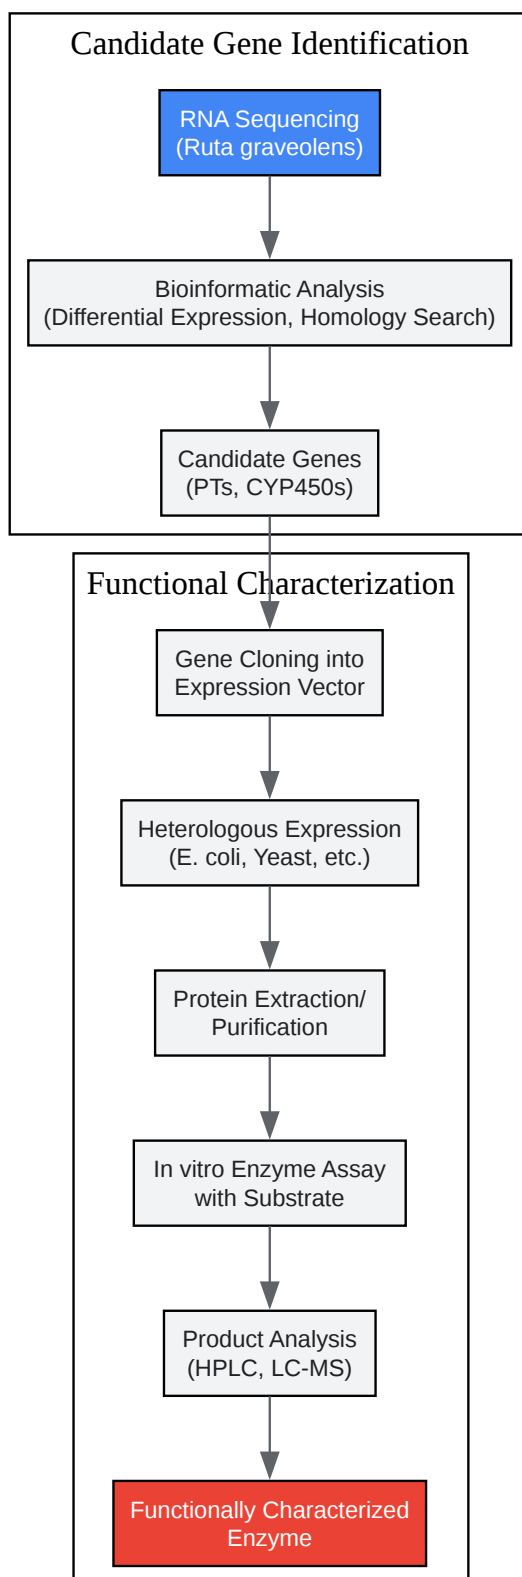 Candidate Gene Identification
RNA Sequencing
(Ruta graveolens)
Bioinformatic Analysis
(Differential Expression, Homology Search)
Candidate Genes
(PTs, CYP450s)
Functional Characterization
Gene Cloning into
Expression Vector
Heterologous Expression
(E. coli, Yeast, etc.)
Protein Extraction/
Purification
In vitro Enzyme Assay
with Substrate
Product Analysis
(HPLC, LC-MS)
Functionally Characterized
Enzyme